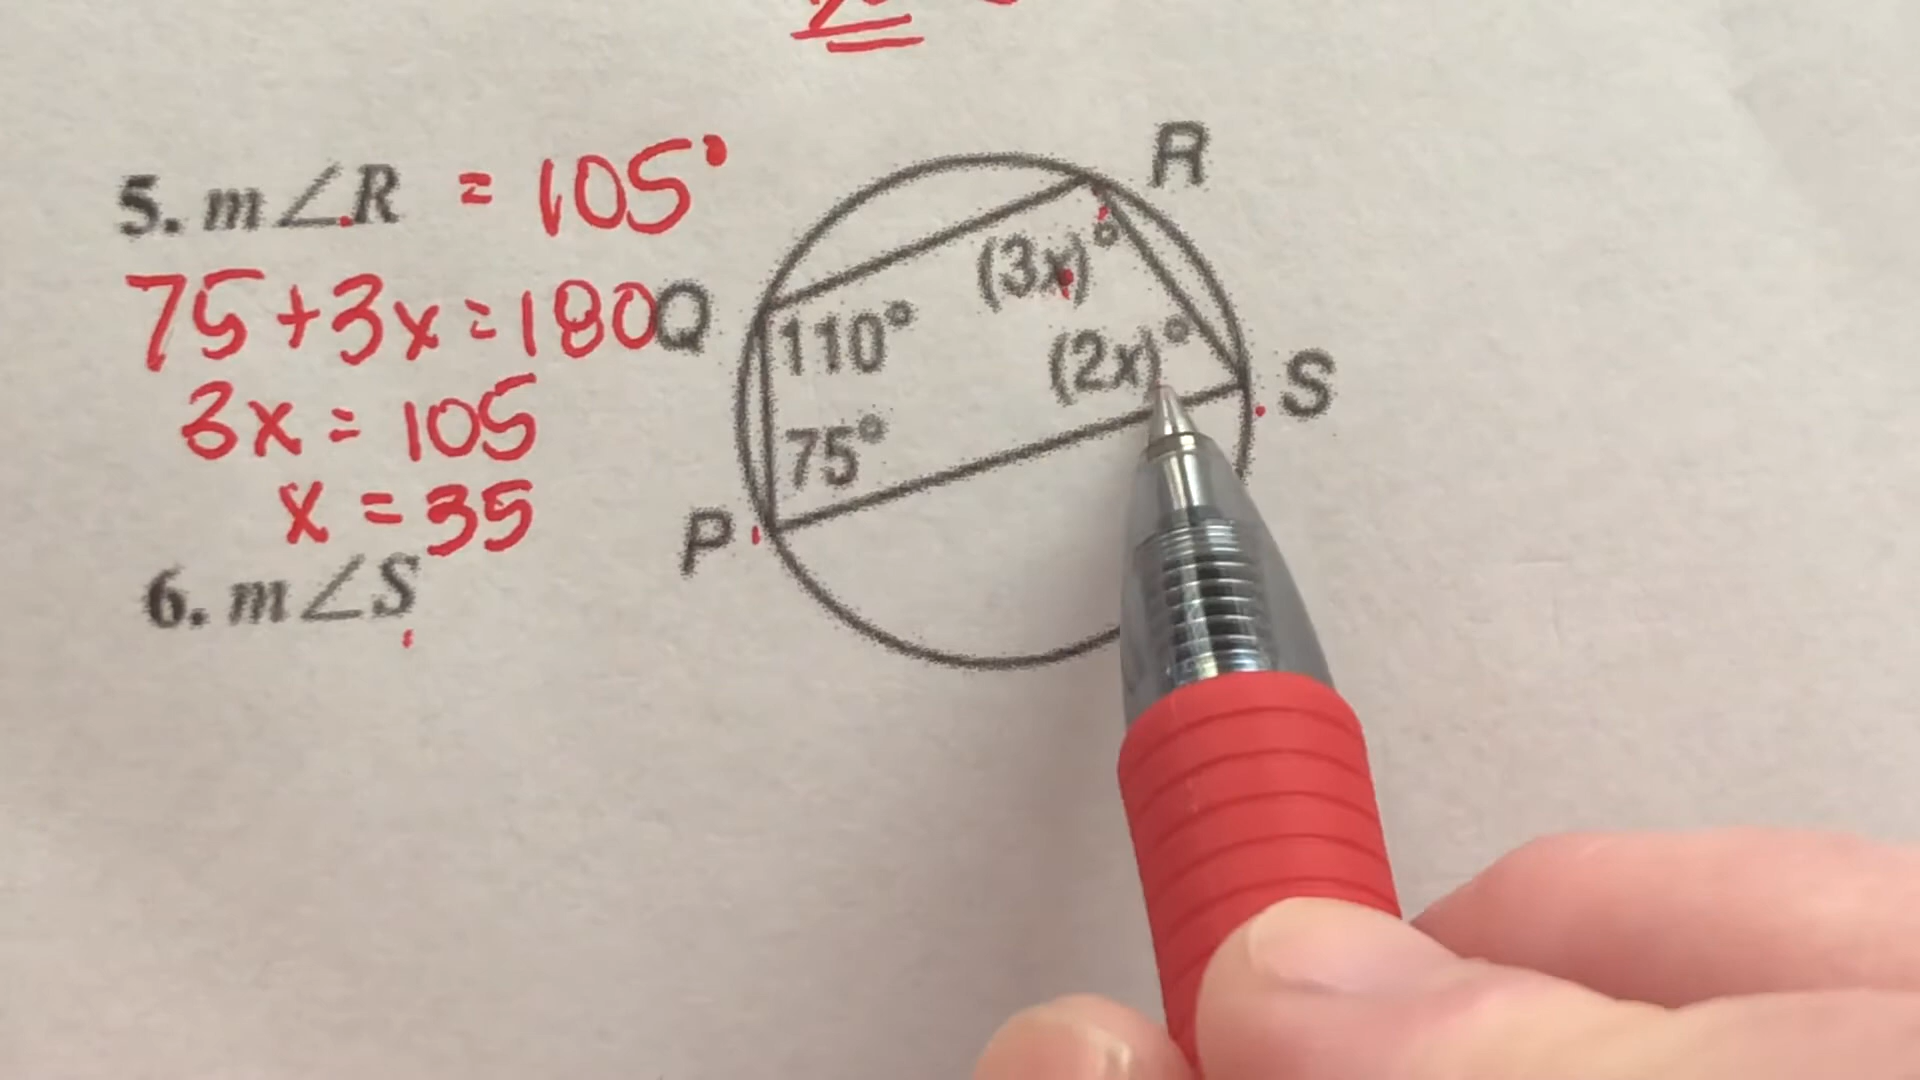 5. m∠R = 105°
75+3x=180
3x = 105
x = 35
6. m∠S
R
(3x)°
Q
110°
(2x)°
S
75°
P